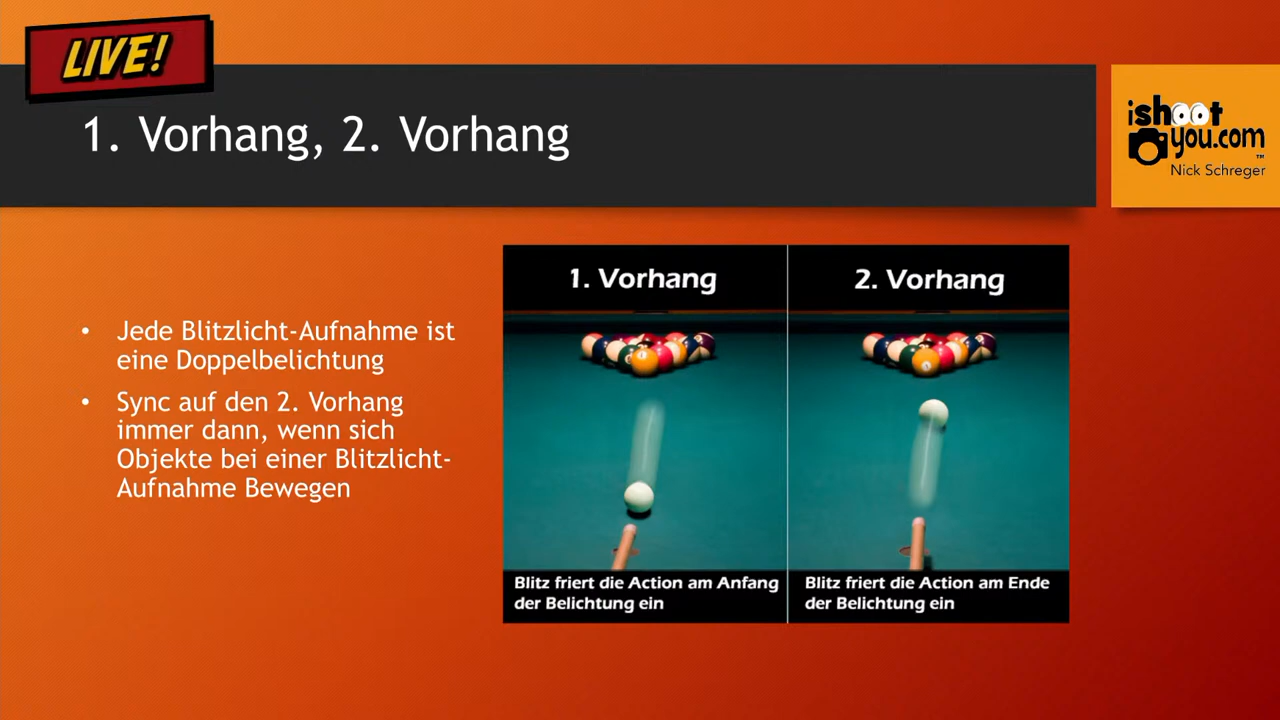 LIVE!
1. Vorhang, 2. Vorhang
ishoot
you.com
™
Nick Schreger
• Jede Blitzlicht-Aufnahme ist
eine Doppelbelichtung
• Sync auf den 2. Vorhang
immer dann, wenn sich
Objekte bei einer Blitzlicht-
Aufnahme Bewegen
1. Vorhang
Blitz friert die Action am Anfang
der Belichtung ein
2. Vorhang
Blitz friert die Action am Ende
der Belichtung ein